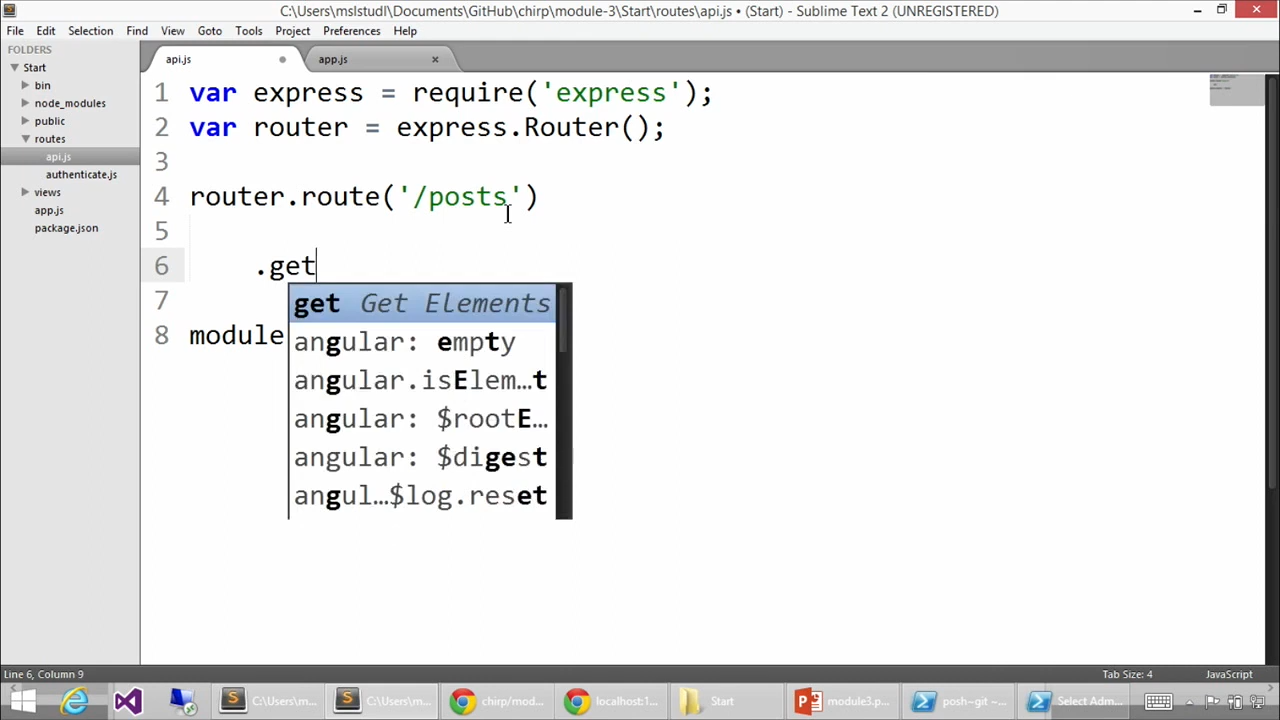 C:\Users\mslstudl\Documents\GitHub\chirp\module-3\Start\routes\api.js • (Start) - Sublime Text 2 (UNREGISTERED)
File Edit Selection Find View Goto Tools Project Preferences Help
FOLDERS
Start
bin
node_modules
public
routes
api.js
authenticate.js
views
app.js
package.json
api.js app.js
1 var express = require('express');
2 var router = express.Router();
3
4 router.route('/posts')
5
6 .get
7
8 module
get Get Elements
angular: empty
angular.isElem…t
angular: $rootE…
angular: $digest
angul…$log.reset
Line 6, Column 9 Tab Size: 4 JavaScript
C:\Users\m... C:\Users\m... chirp/mod... localhost:1... Start module3.p... posh~git ~... Select Adm...